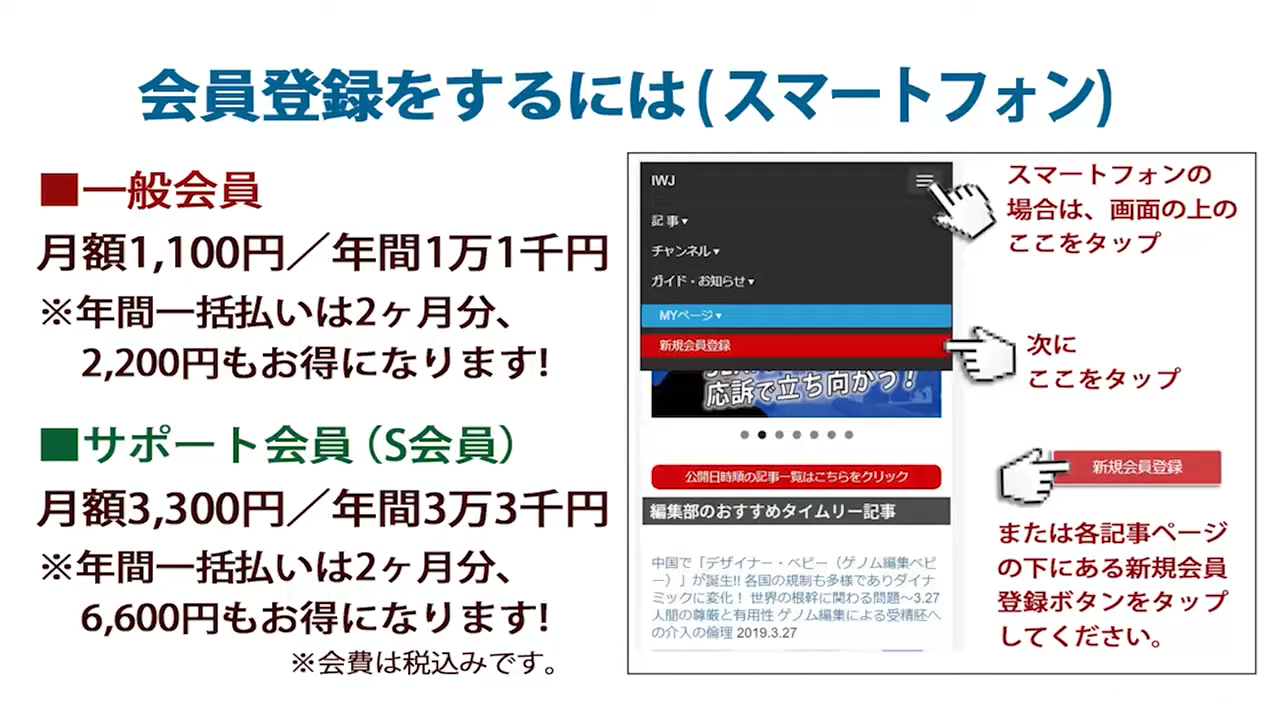 会員登録をするには(スマートフォン)
■一般会員
月額1,100円／年間1万1千円
※年間一括払いは2ヶ月分、
2,200円もお得になります!
■サポート会員（S会員）
月額3,300円／年間3万3千円
※年間一括払いは2ヶ月分、
6,600円もお得になります!
※会費は税込みです。
IWJ
記事▼
チャンネル▼
ガイド・お知らせ▼
MYページ▼
新規会員登録
応訴で立ち向かう！
公開日時順の記事一覧はこちらをクリック
編集部のおすすめタイムリー記事
中国で「デザイナー・ベビー（ゲノム編集ベビ
ー）」が誕生!! 各国の規制も多様でありダイナ
ミックに変化！ 世界の根幹に関わる問題～3.27
人間の尊厳と有用性 ゲノム編集による受精胚へ
の介入の倫理 2019.3.27
スマートフォンの
場合は、画面の上の
ここをタップ
次に
ここをタップ
新規会員登録
または各記事ページ
の下にある新規会員
登録ボタンをタップ
してください。